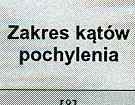 Zakres kątów
pochylenia
[°]